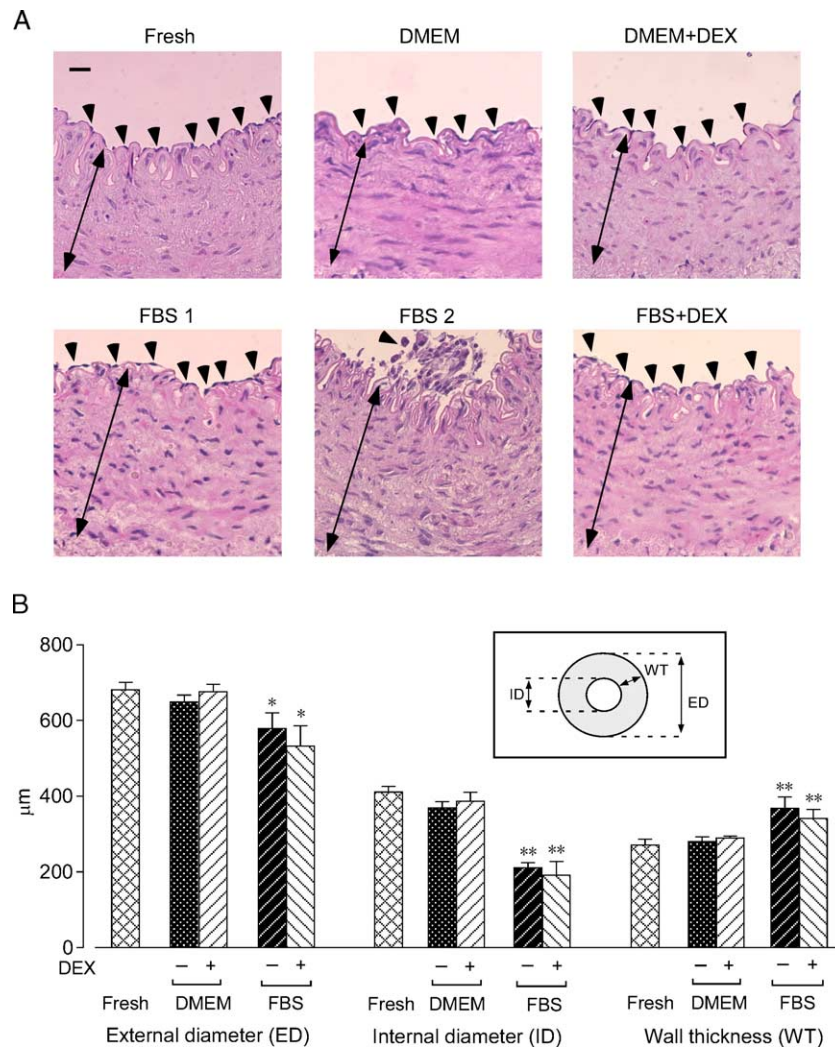 A
Fresh DMEM DMEM+DEX
FBS 1 FBS 2 FBS+DEX
B
800
600
400
200
0
µm
ID WT ED
* *
** **
** **
DEX – + – + – + – + – + – +
Fresh DMEM FBS Fresh DMEM FBS Fresh DMEM FBS
External diameter (ED) Internal diameter (ID) Wall thickness (WT)